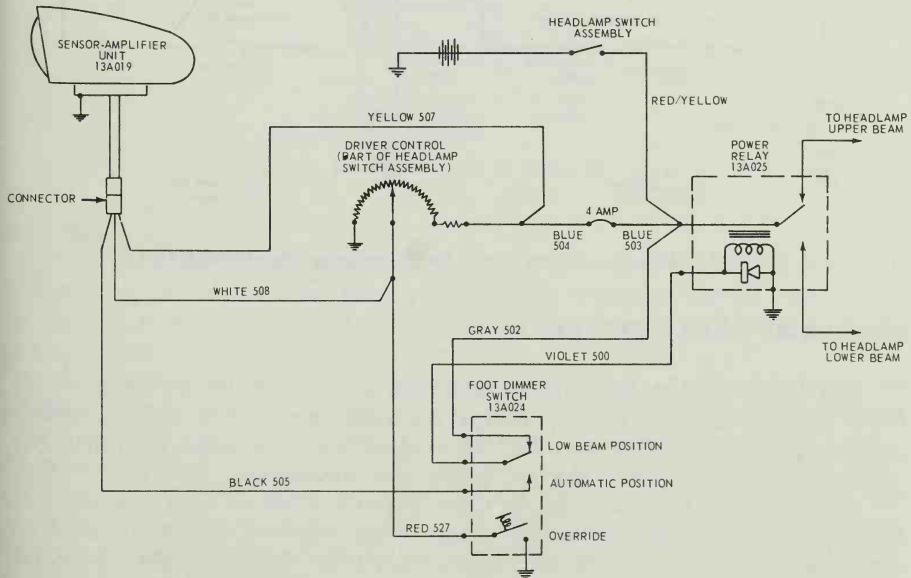 HEADLAMP SWITCH
ASSEMBLY
SENSOR-AMPLIFIER
UNIT
13A019
RED/YELLOW
YELLOW 507
TO HEADLAMP
UPPER BEAM
DRIVER CONTROL
(PART OF HEADLAMP
SWITCH ASSEMBLY)
POWER
RELAY
13A025
CONNECTOR
4 AMP
BLUE
504
BLUE
503
WHITE 508
GRAY 502
VIOLET 500
TO HEADLAMP
LOWER BEAM
FOOT DIMMER
SWITCH
13A024
LOW BEAM POSITION
BLACK 505
AUTOMATIC POSITION
RED 527
OVERRIDE